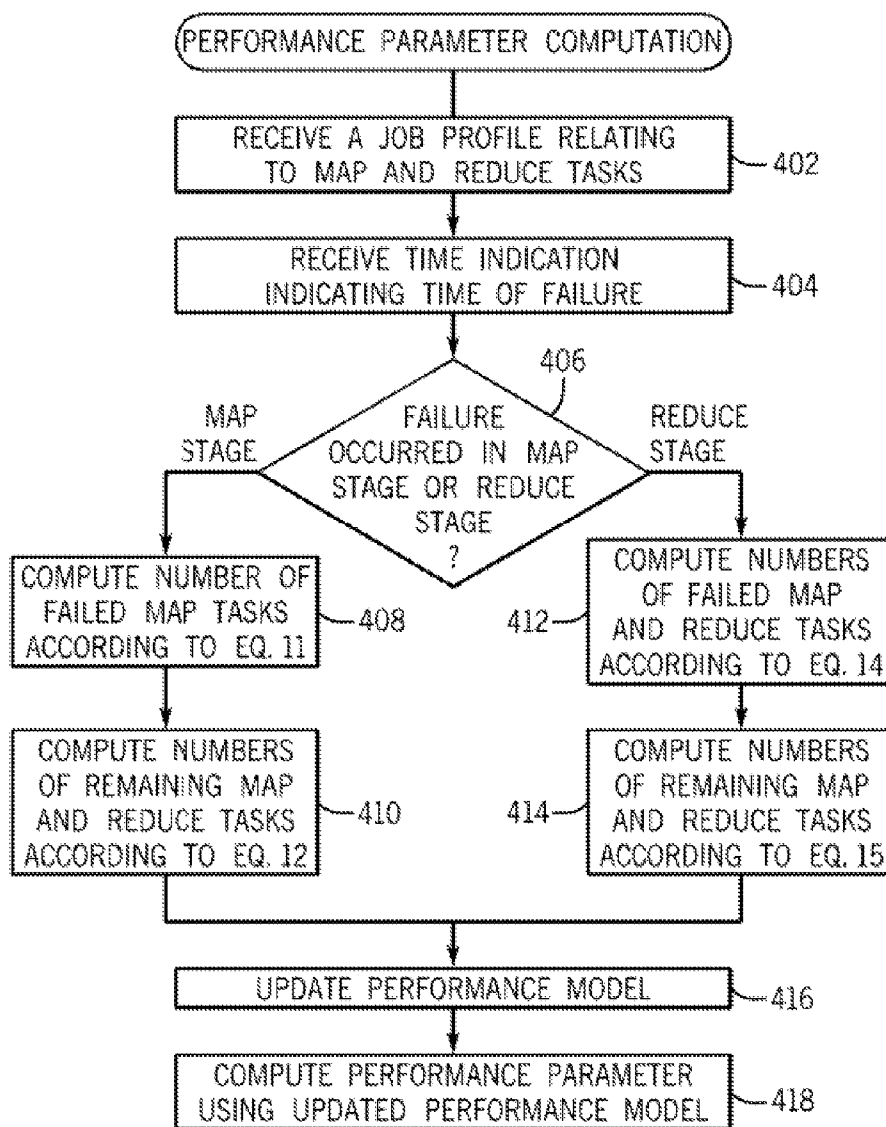 PERFORMANCE PARAMETER COMPUTATION
RECEIVE A JOB PROFILE RELATING
TO MAP AND REDUCE TASKS
402
RECEIVE TIME INDICATION
INDICATING TIME OF FAILURE
404
406
MAP
STAGE
FAILURE
OCCURRED IN MAP
STAGE OR REDUCE
STAGE
?
REDUCE
STAGE
COMPUTE NUMBER OF
FAILED MAP TASKS
ACCORDING TO EQ. 11
408
412
COMPUTE NUMBERS
OF FAILED MAP
AND REDUCE TASKS
ACCORDING TO EQ. 14
COMPUTE NUMBERS
OF REMAINING MAP
AND REDUCE TASKS
ACCORDING TO EQ. 12
410
414
COMPUTE NUMBERS
OF REMAINING MAP
AND REDUCE TASKS
ACCORDING TO EQ. 15
UPDATE PERFORMANCE MODEL
416
COMPUTE PERFORMANCE PARAMETER
USING UPDATED PERFORMANCE MODEL
418